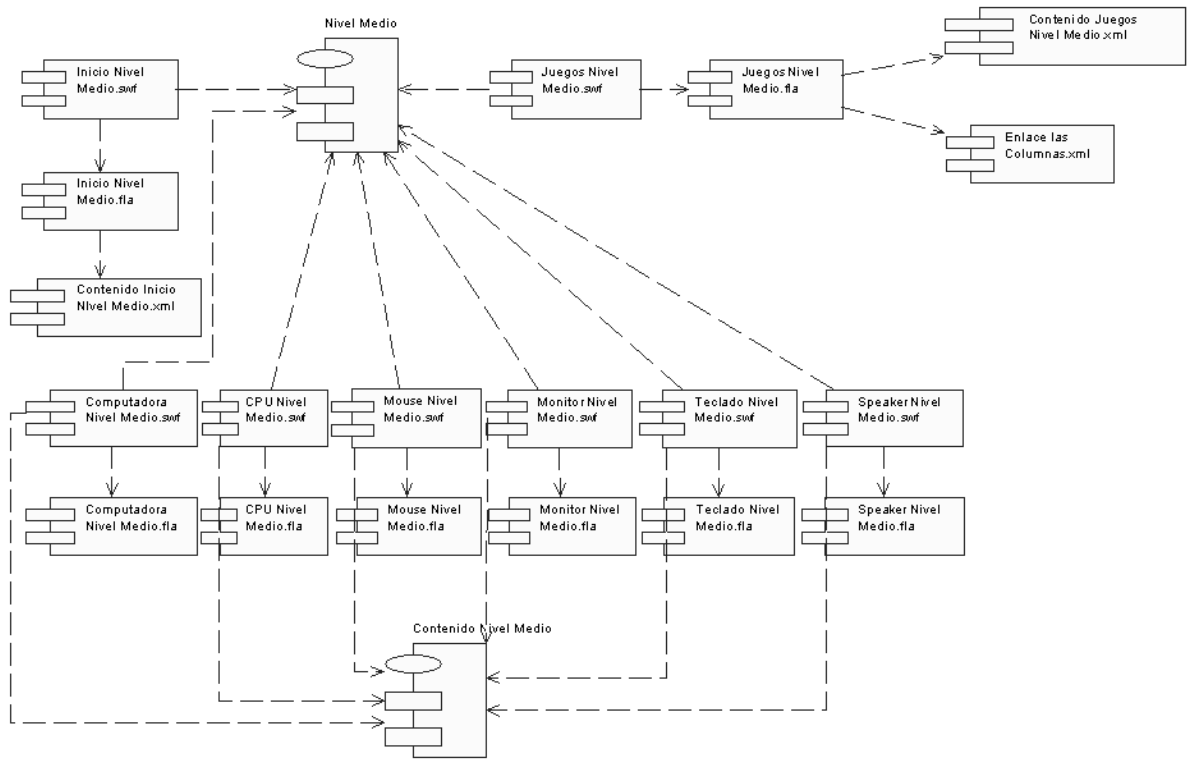 Nivel Medio
Inicio Nivel
Medio.swf
Juegos Nivel
Medio.swf
Juegos Nivel
Medio.fla
Contenido Juegos
Nivel Medio.xml
Enlace las
Columnas.xml
Inicio Nivel
Medio.fla
Contenido Inicio
NIvel Medio.xml
Computadora
Nivel Medio.swf
CPU Nivel
Medio.swf
Mouse Nivel
Medio.swf
Monitor Nivel
Medio.swf
Teclado Nivel
Medio.swf
Speaker Nivel
Medio.swf
Computadora
Nivel Medio.fla
CPU Nivel
Medio.fla
Mouse Nivel
Medio.fla
Monitor Nivel
Medio.fla
Teclado Nivel
Medio.fla
Speaker Nivel
Medio.fla
Contenido Nivel Medio